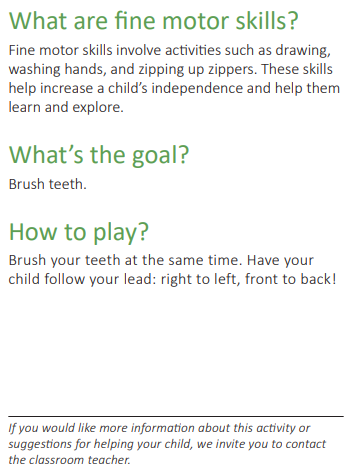 What are fine motor skills?
Fine motor skills involve activities such as drawing,
washing hands, and zipping up zippers. These skills
help increase a child’s independence and help them
learn and explore.
What’s the goal?
Brush teeth.
How to play?
Brush your teeth at the same time. Have your
child follow your lead: right to left, front to back!
If you would like more information about this activity or
suggestions for helping your child, we invite you to contact
the classroom teacher.